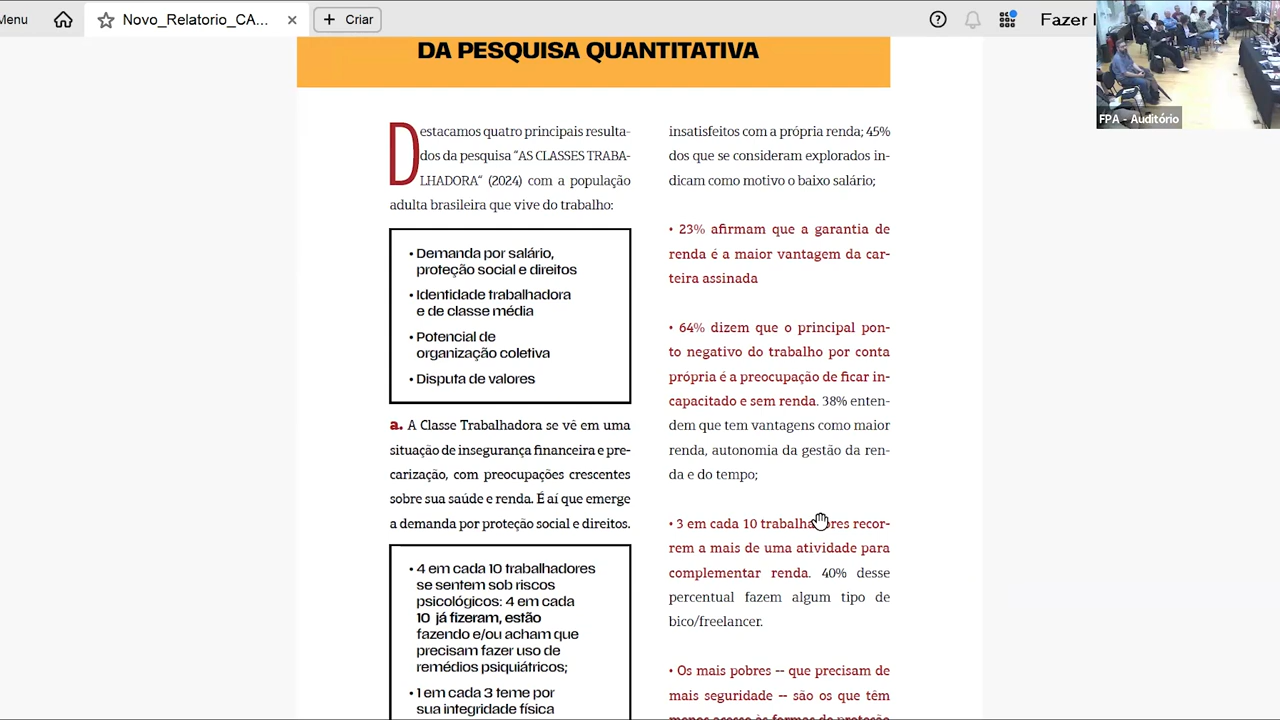 Menu
Novo_Relatorio_CA...
Criar
Fazer
FPA - Auditório
DA PESQUISA QUANTITATIVA
Destacamos quatro principais resulta-
dos da pesquisa “AS CLASSES TRABA-
LHADORA“ (2024) com a população
adulta brasileira que vive do trabalho:
• Demanda por salário,
proteção social e direitos
• Identidade trabalhadora
e de classe média
• Potencial de
organização coletiva
• Disputa de valores
a. A Classe Trabalhadora se vê em uma
situação de insegurança financeira e pre-
carização, com preocupações crescentes
sobre sua saúde e renda. É aí que emerge
a demanda por proteção social e direitos.
• 4 em cada 10 trabalhadores
se sentem sob riscos
psicológicos: 4 em cada
10 já fizeram, estão
fazendo e/ou acham que
precisam fazer uso de
remédios psiquiátricos;
• 1 em cada 3 teme por
sua integridade física
insatisfeitos com a própria renda; 45%
dos que se consideram explorados in-
dicam como motivo o baixo salário;
• 23% afirmam que a garantia de
renda é a maior vantagem da car-
teira assinada
• 64% dizem que o principal pon-
to negativo do trabalho por conta
própria é a preocupação de ficar in-
capacitado e sem renda. 38% enten-
dem que tem vantagens como maior
renda, autonomia da gestão da ren-
da e do tempo;
• 3 em cada 10 trabalhadores recor-
rem a mais de uma atividade para
complementar renda. 40% desse
percentual fazem algum tipo de
bico/freelancer.
• Os mais pobres -- que precisam de
mais seguridade -- são os que têm
menos acesso às formas de proteção